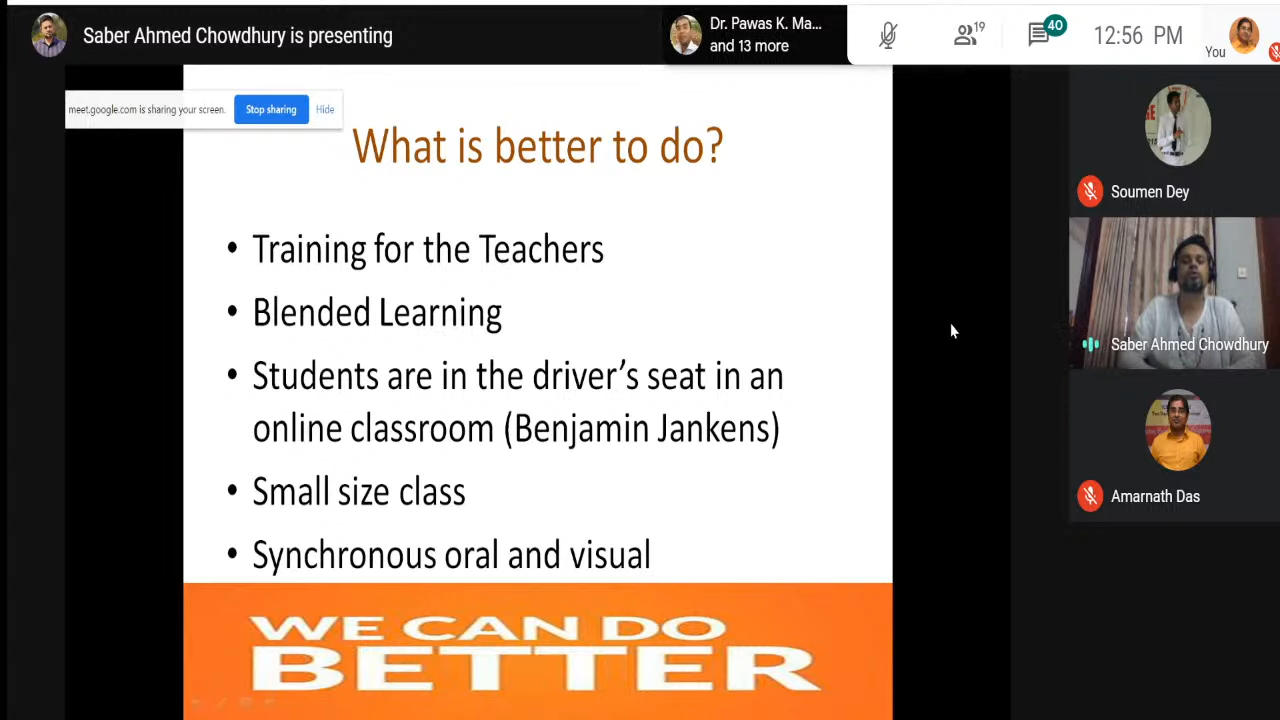 Saber Ahmed Chowdhury is presenting
Dr. Pawas K. Ma...
and 13 more
19
40
12:56 PM
You
meet.google.com is sharing your screen.
Stop sharing
Hide
What is better to do?
• Training for the Teachers
• Blended Learning
• Students are in the driver's seat in an
online classroom (Benjamin Jankens)
• Small size class
• Synchronous oral and visual
WE CAN DO
BETTER
Soumen Dey
Saber Ahmed Chowdhury
Amarnath Das